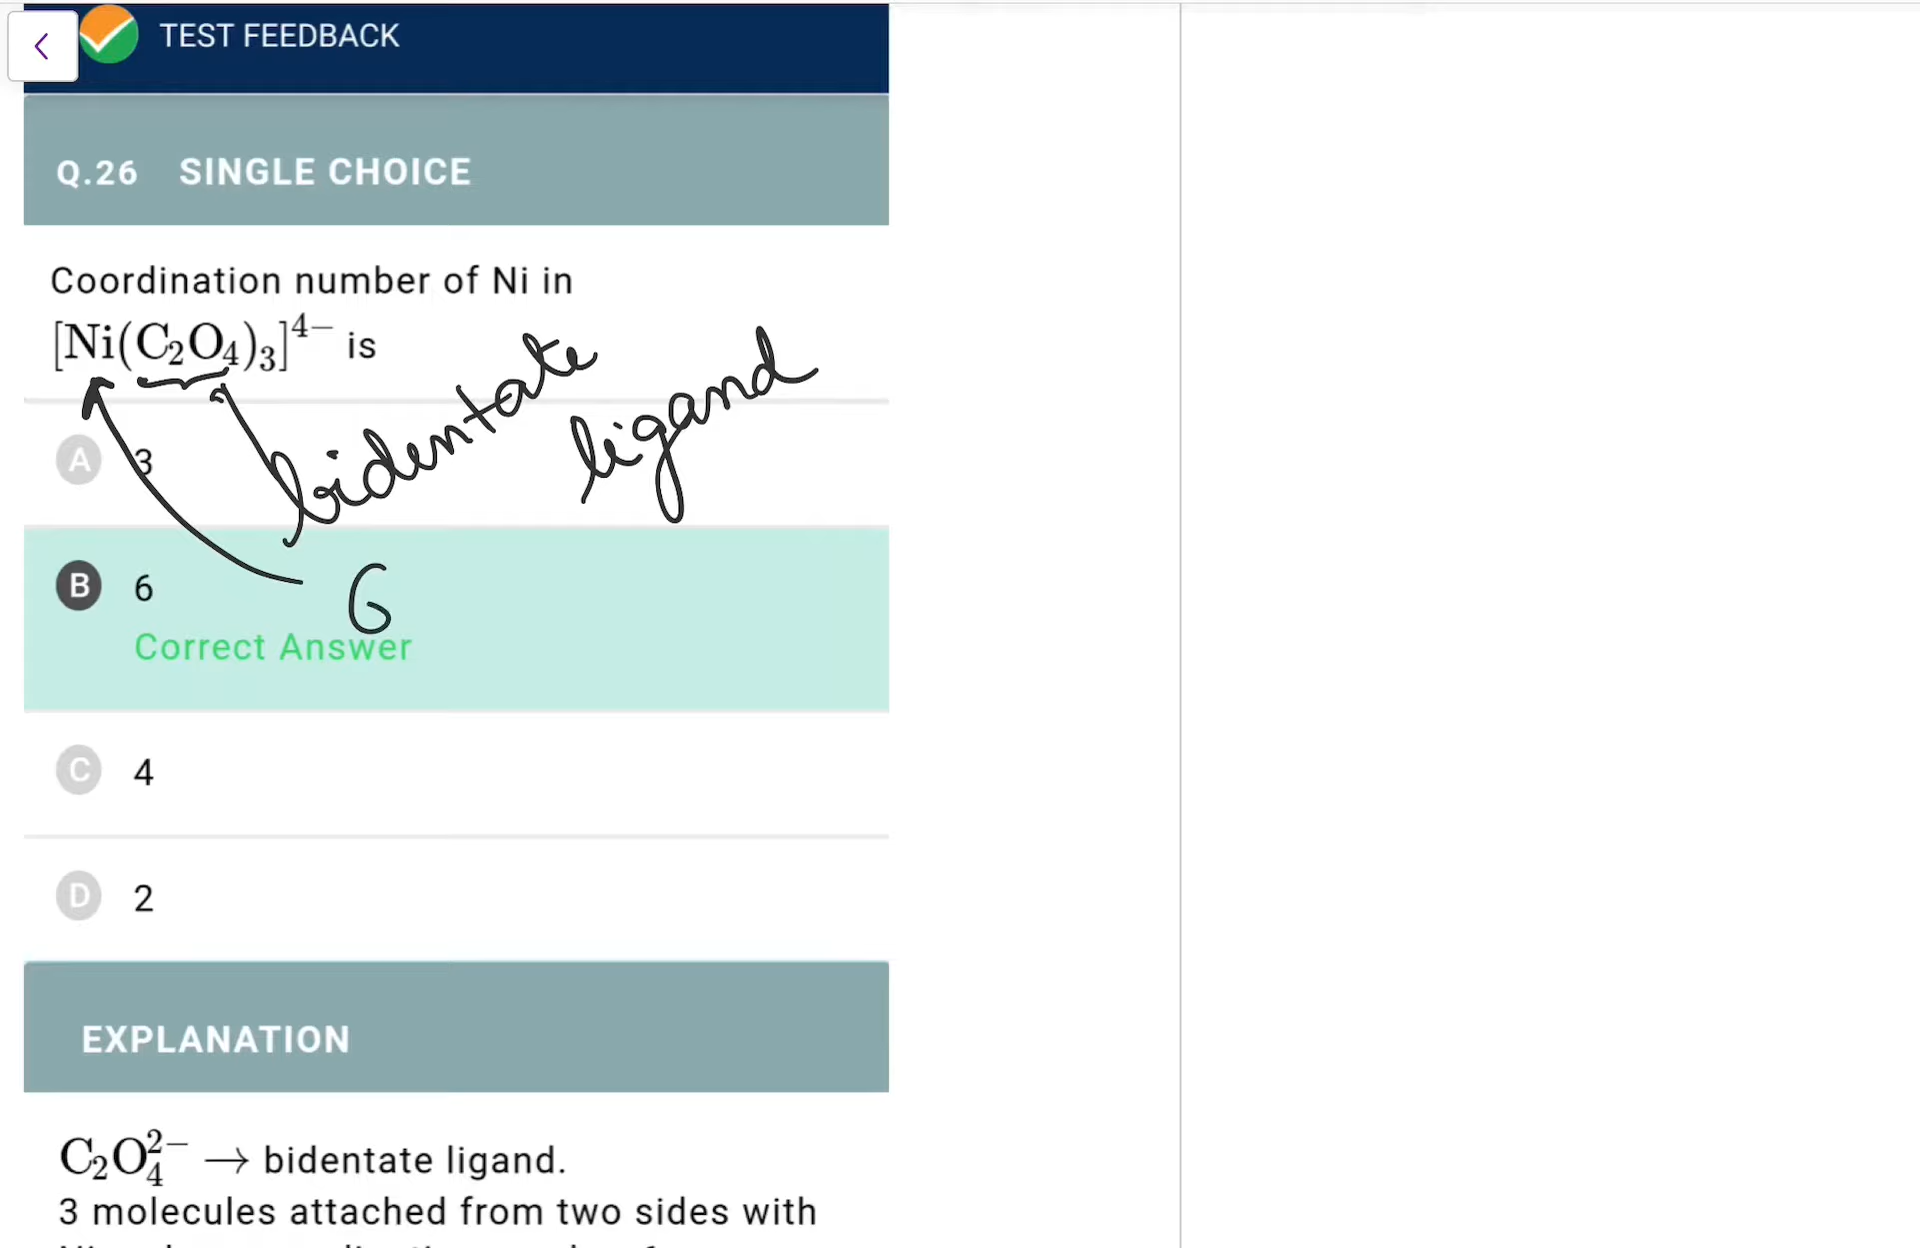 TEST FEEDBACK
Q.26 SINGLE CHOICE
Coordination number of Ni in
[Ni(C₂O₄)₃]⁴⁻ is
bidentate ligand
A 3
B 6
6
Correct Answer
C 4
D 2
EXPLANATION
C₂O₄²⁻ → bidentate ligand.
3 molecules attached from two sides with